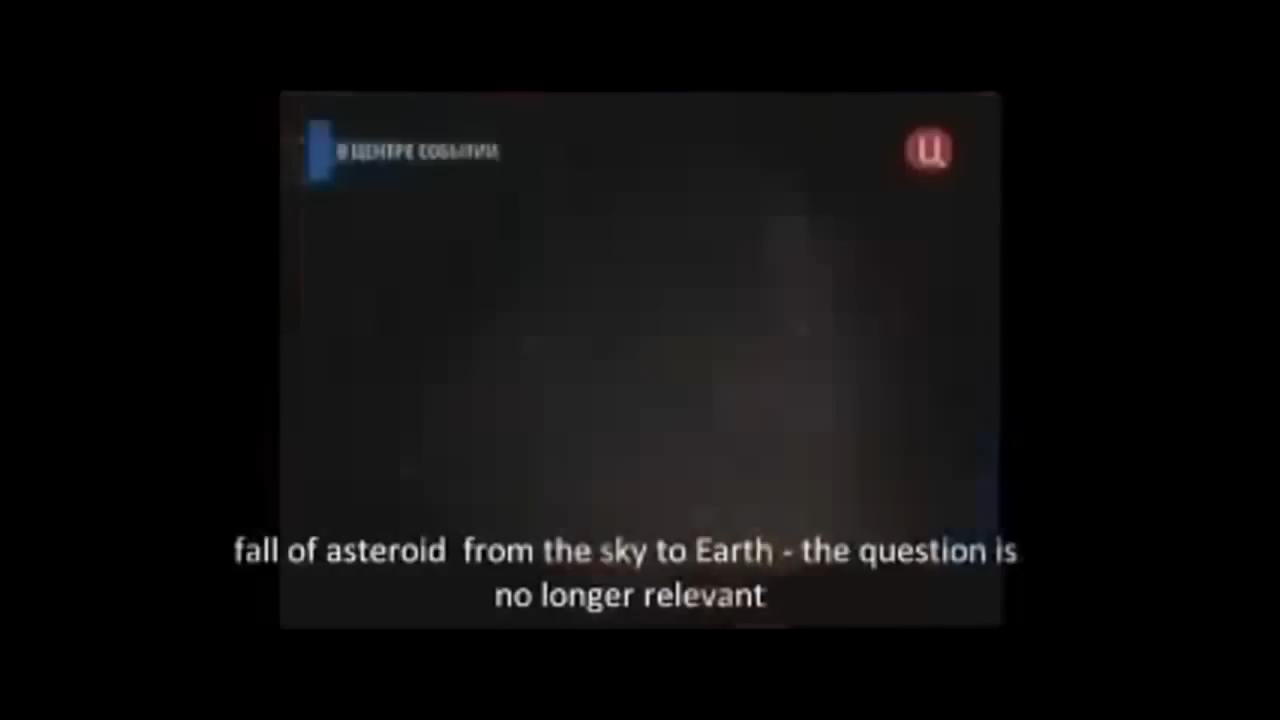 В ЦЕНТРЕ СОБЫТИЙ
Ц
fall of asteroid from the sky to Earth - the question is
no longer relevant